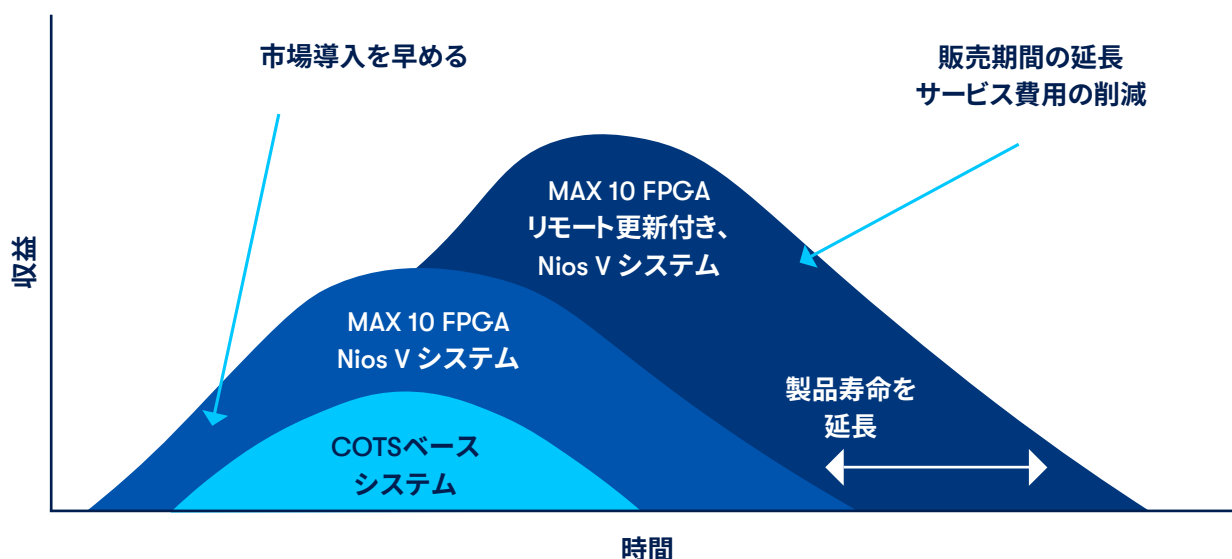 市場導入を早める
販売期間の延長
サービス費用の削減
MAX 10 FPGA
リモート更新付き、
Nios V システム
収益
MAX 10 FPGA
Nios V システム
製品寿命を
延長
COTSベース
システム
時間